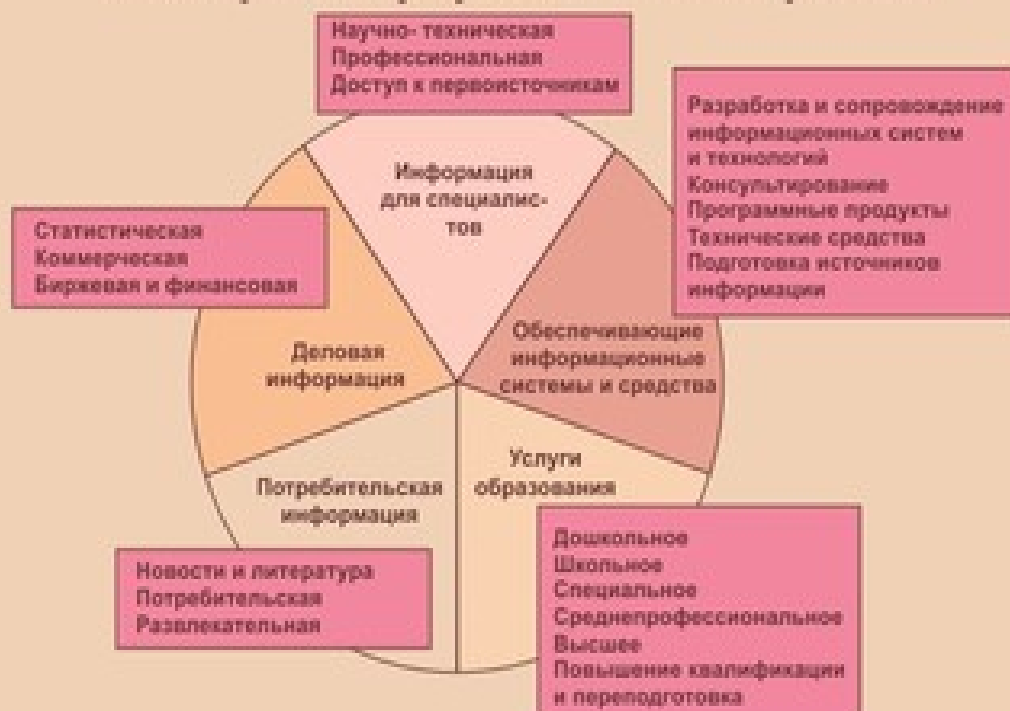 Научно- техническая
Профессиональная
Доступ к первоисточникам
Разработка и сопровождение
информационных систем
и технологий
Консультирование
Программные продукты
Технические средства
Подготовка источников
информации
Информация
для специалис-
тов
Статистическая
Коммерческая
Биржевая и финансовая
Обеспечивающие
информационные
системы и средства
Деловая
информация
Услуги
образования
Потребительская
информация
Дошкольное
Школьное
Специальное
Среднепрофессиональное
Высшее
Повышение квалификации
и переподготовка
Новости и литература
Потребительская
Развлекательная